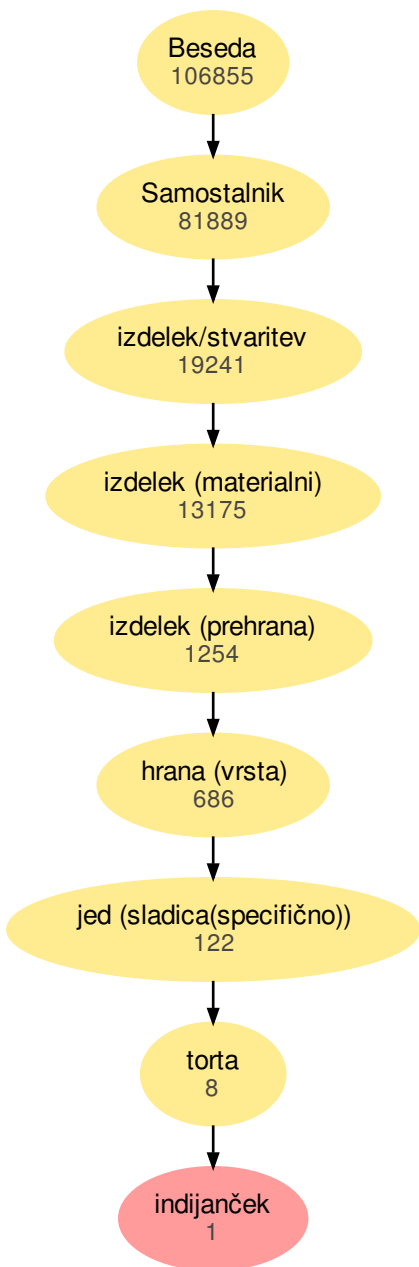 Beseda
106855
Samostalnik
81889
izdelek/stvaritev
19241
izdelek (materialni)
13175
izdelek (prehrana)
1254
hrana (vrsta)
686
jed (sladica(specifično))
122
torta
8
indijanček
1